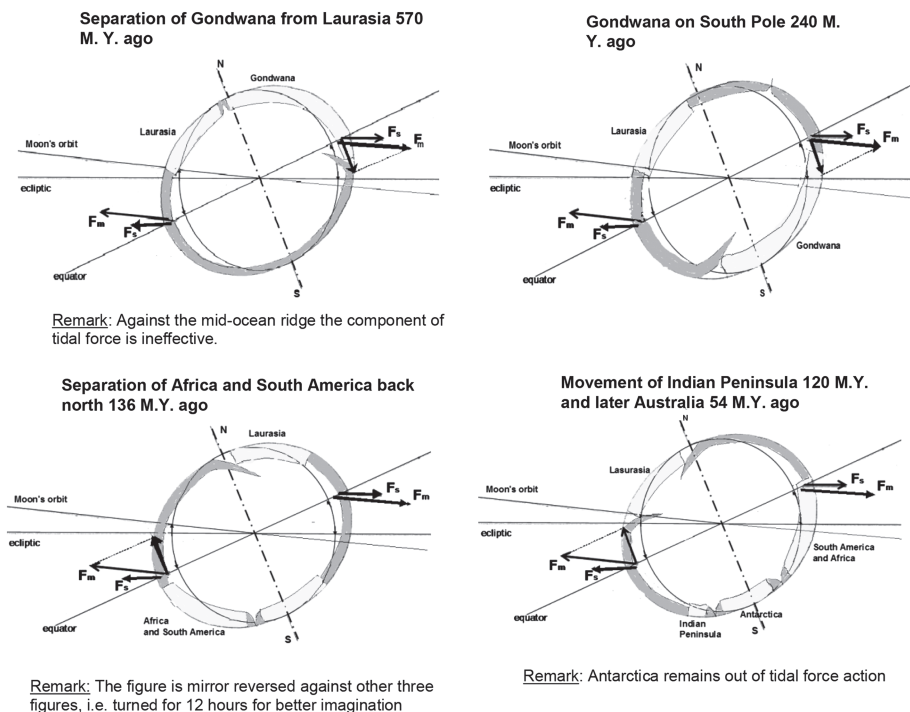 Separation of Gondwana from Laurasia 570
M. Y. ago
N
Gondwana
Laurasia
Fs
Fm
Moon's orbit
ecliptic
Fm
Fs
equator
S
Remark: Against the mid-ocean ridge the component of
tidal force is ineffective.
Gondwana on South Pole 240 M.
Y. ago
N
Laurasia
Fs
Fm
Moon's orbit
ecliptic
Fm
Fs
Gondwana
equator
S
Separation of Africa and South America back
north 136 M.Y. ago
N
Laurasia
Moon's orbit
Fs
Fm
ecliptic
Fm
Fs
Africa
and South America
equator
S
Remark: The figure is mirror reversed against other three
figures, i.e. turned for 12 hours for better imagination
Movement of Indian Peninsula 120 M.Y.
and later Australia 54 M.Y. ago
N
Lasurasia
Fs
Fm
Moon's orbit
ecliptic
South America
and Africa
Fm
Fs
Antarctica
equator
Indian
Peninsula
S
Remark: Antarctica remains out of tidal force action